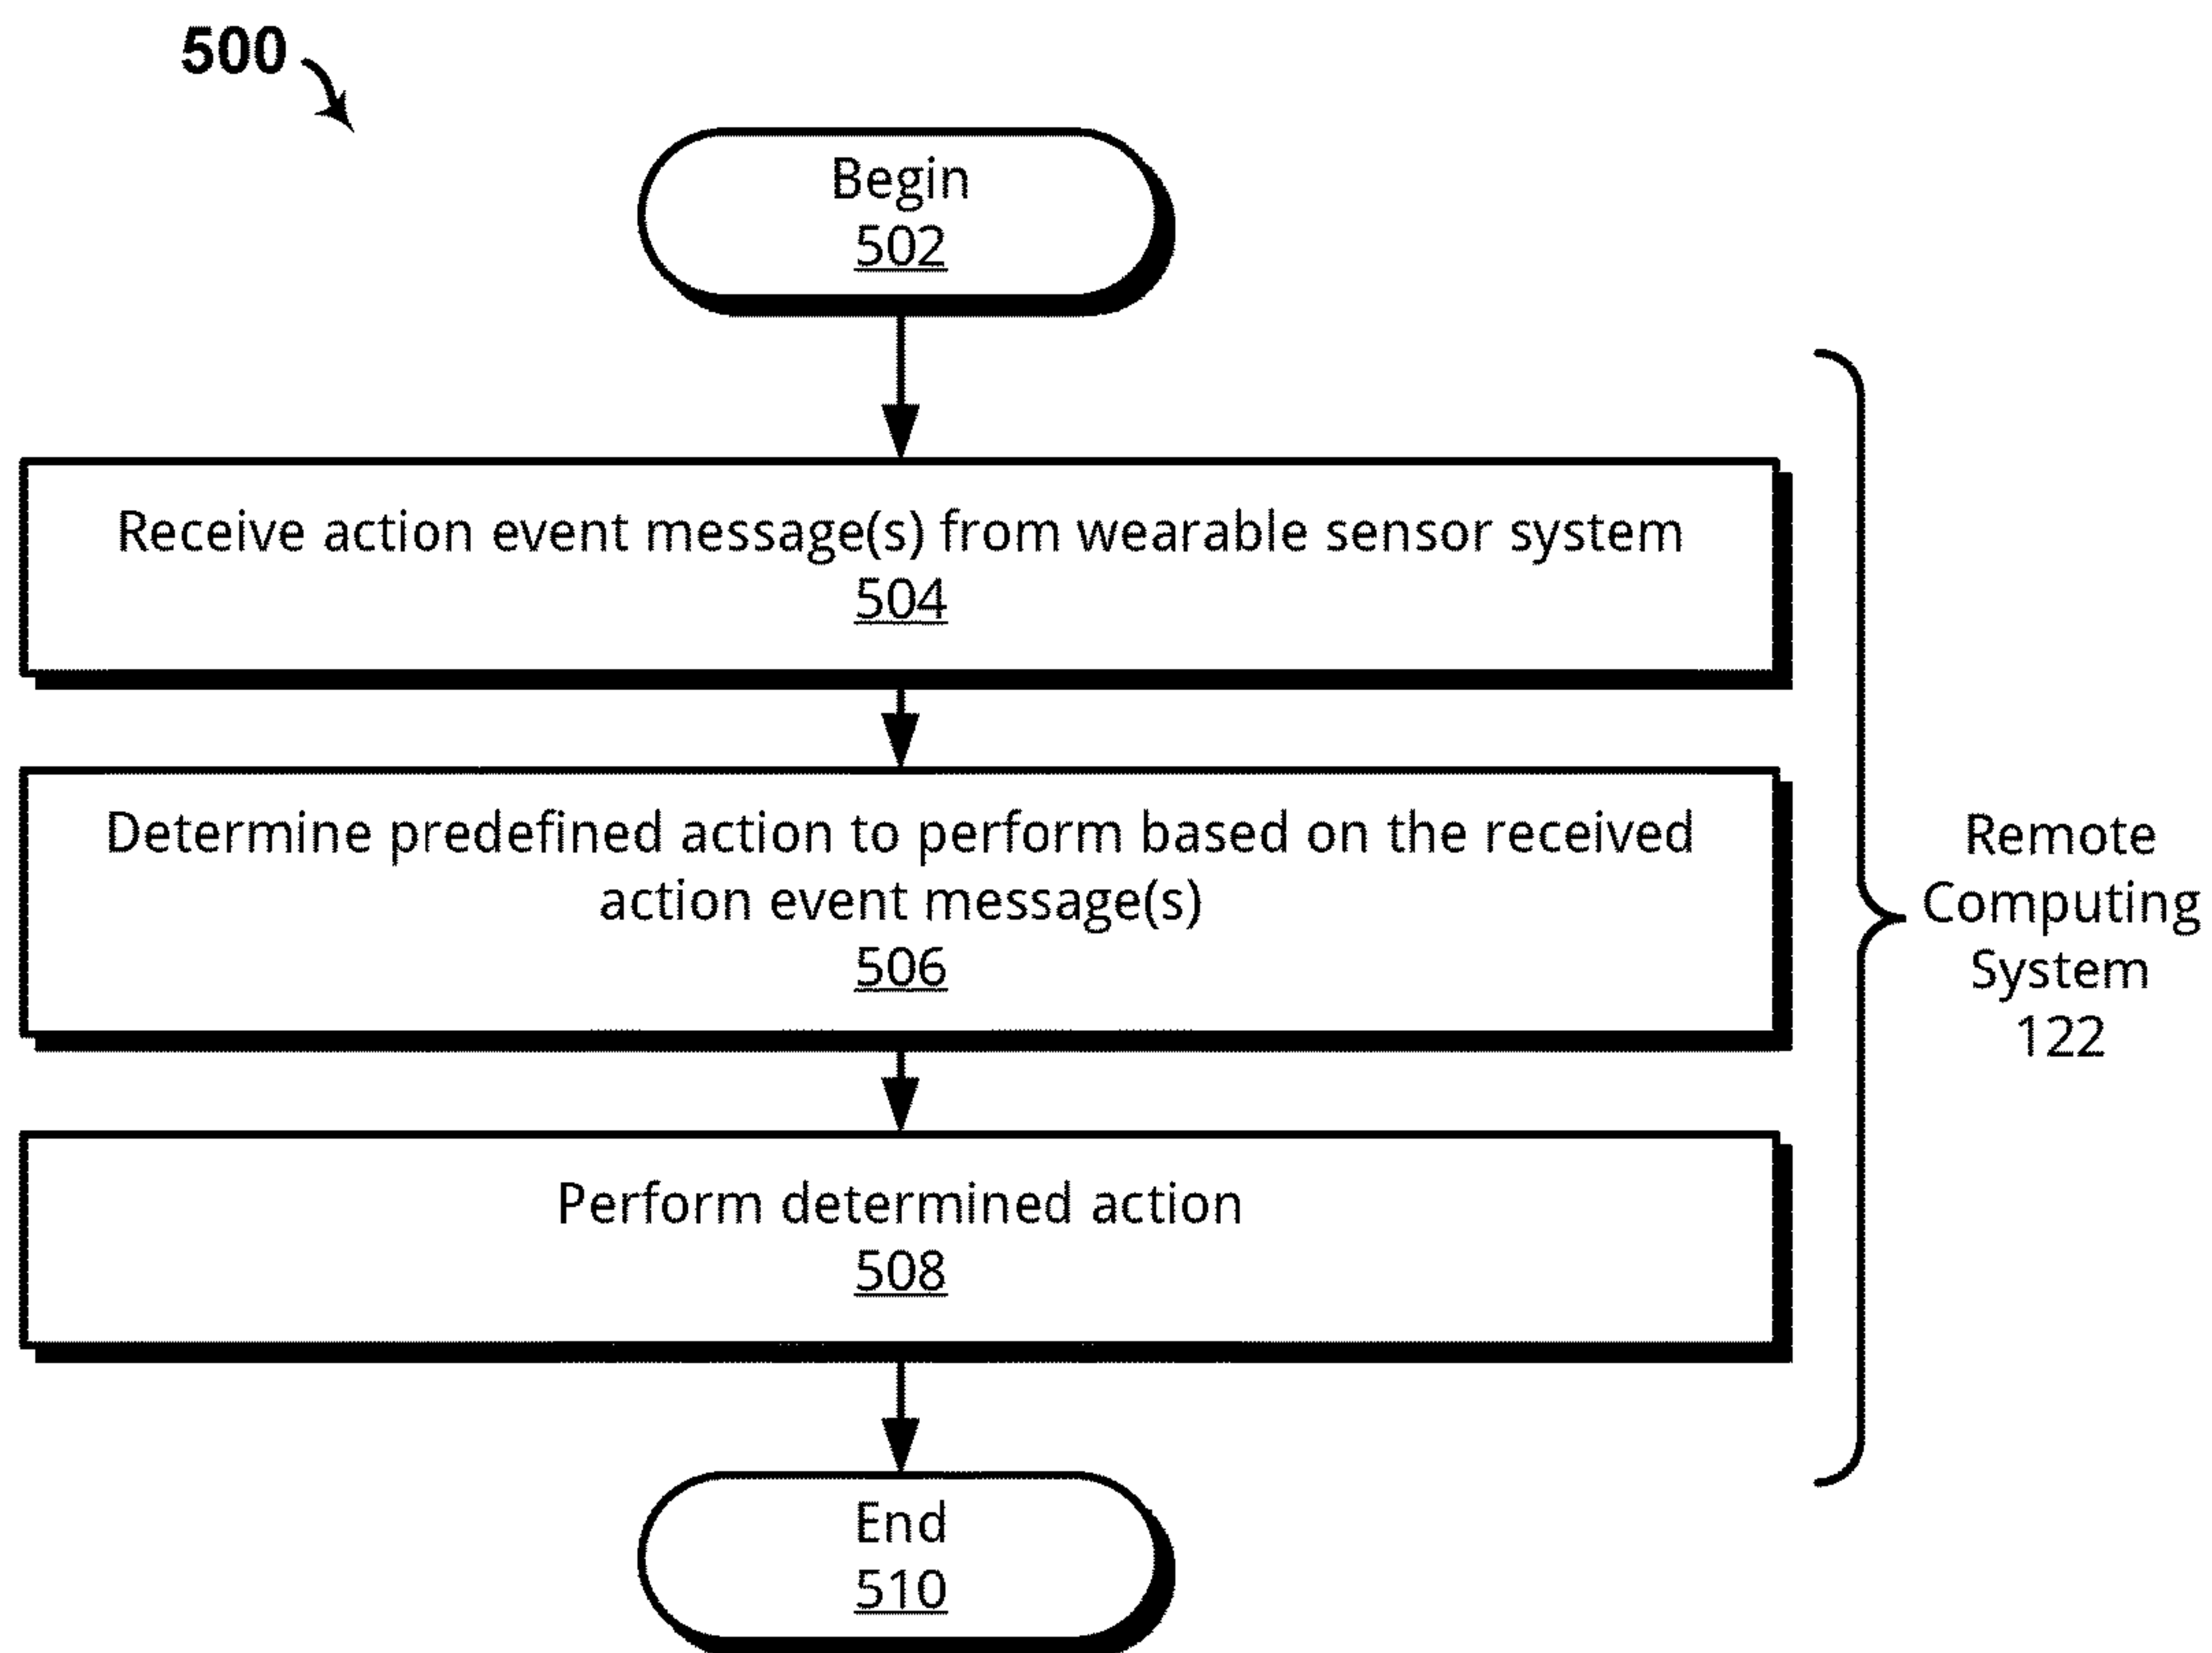 500
Begin
502
Receive action event message(s) from wearable sensor system
504
Determine predefined action to perform based on the received
action event message(s)
506
Perform determined action
508
End
510
Remote
Computing
System
122